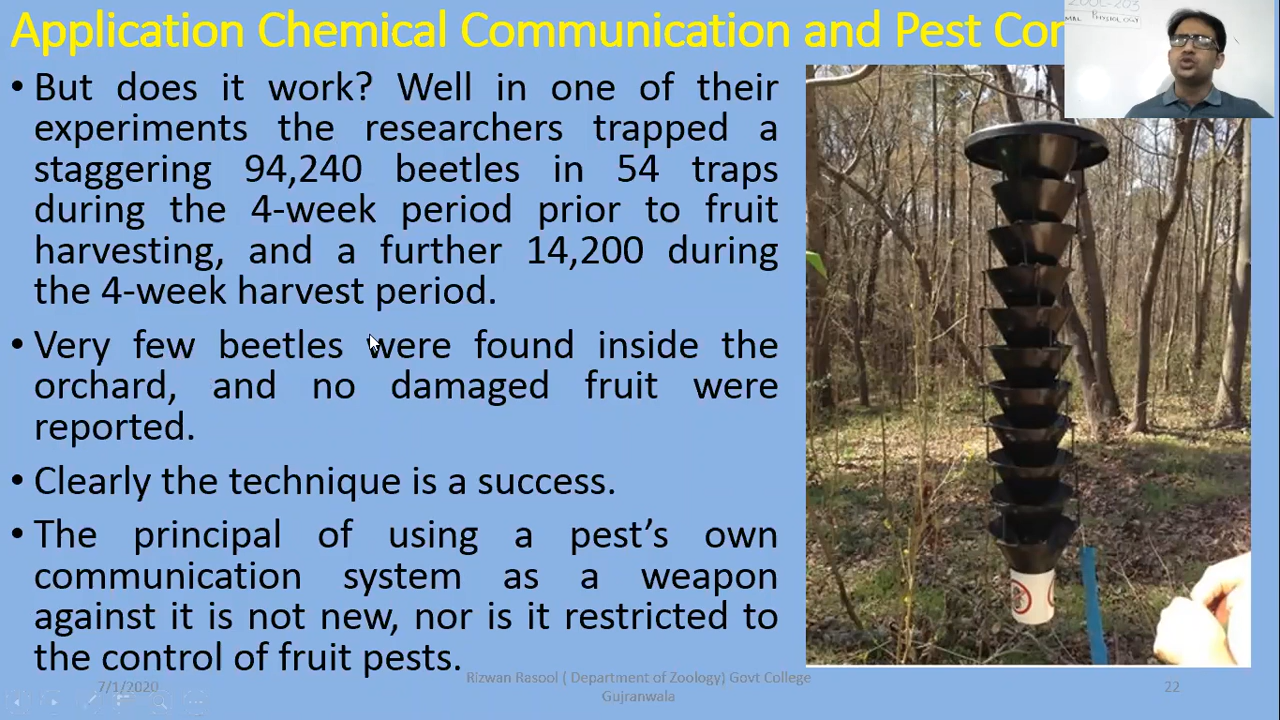 Application Chemical Communication and Pest Con
ZOOL-203
PHYSIOLOGY
• But does it work? Well in one of their
experiments the researchers trapped a
staggering 94,240 beetles in 54 traps
during the 4-week period prior to fruit
harvesting, and a further 14,200 during
the 4-week harvest period.
• Very few beetles were found inside the
orchard, and no damaged fruit were
reported.
• Clearly the technique is a success.
• The principal of using a pest’s own
communication system as a weapon
against it is not new, nor is it restricted to
the control of fruit pests.
7/1/2020
Rizwan Rasool ( Department of Zoology) Govt College
Gujranwala
22